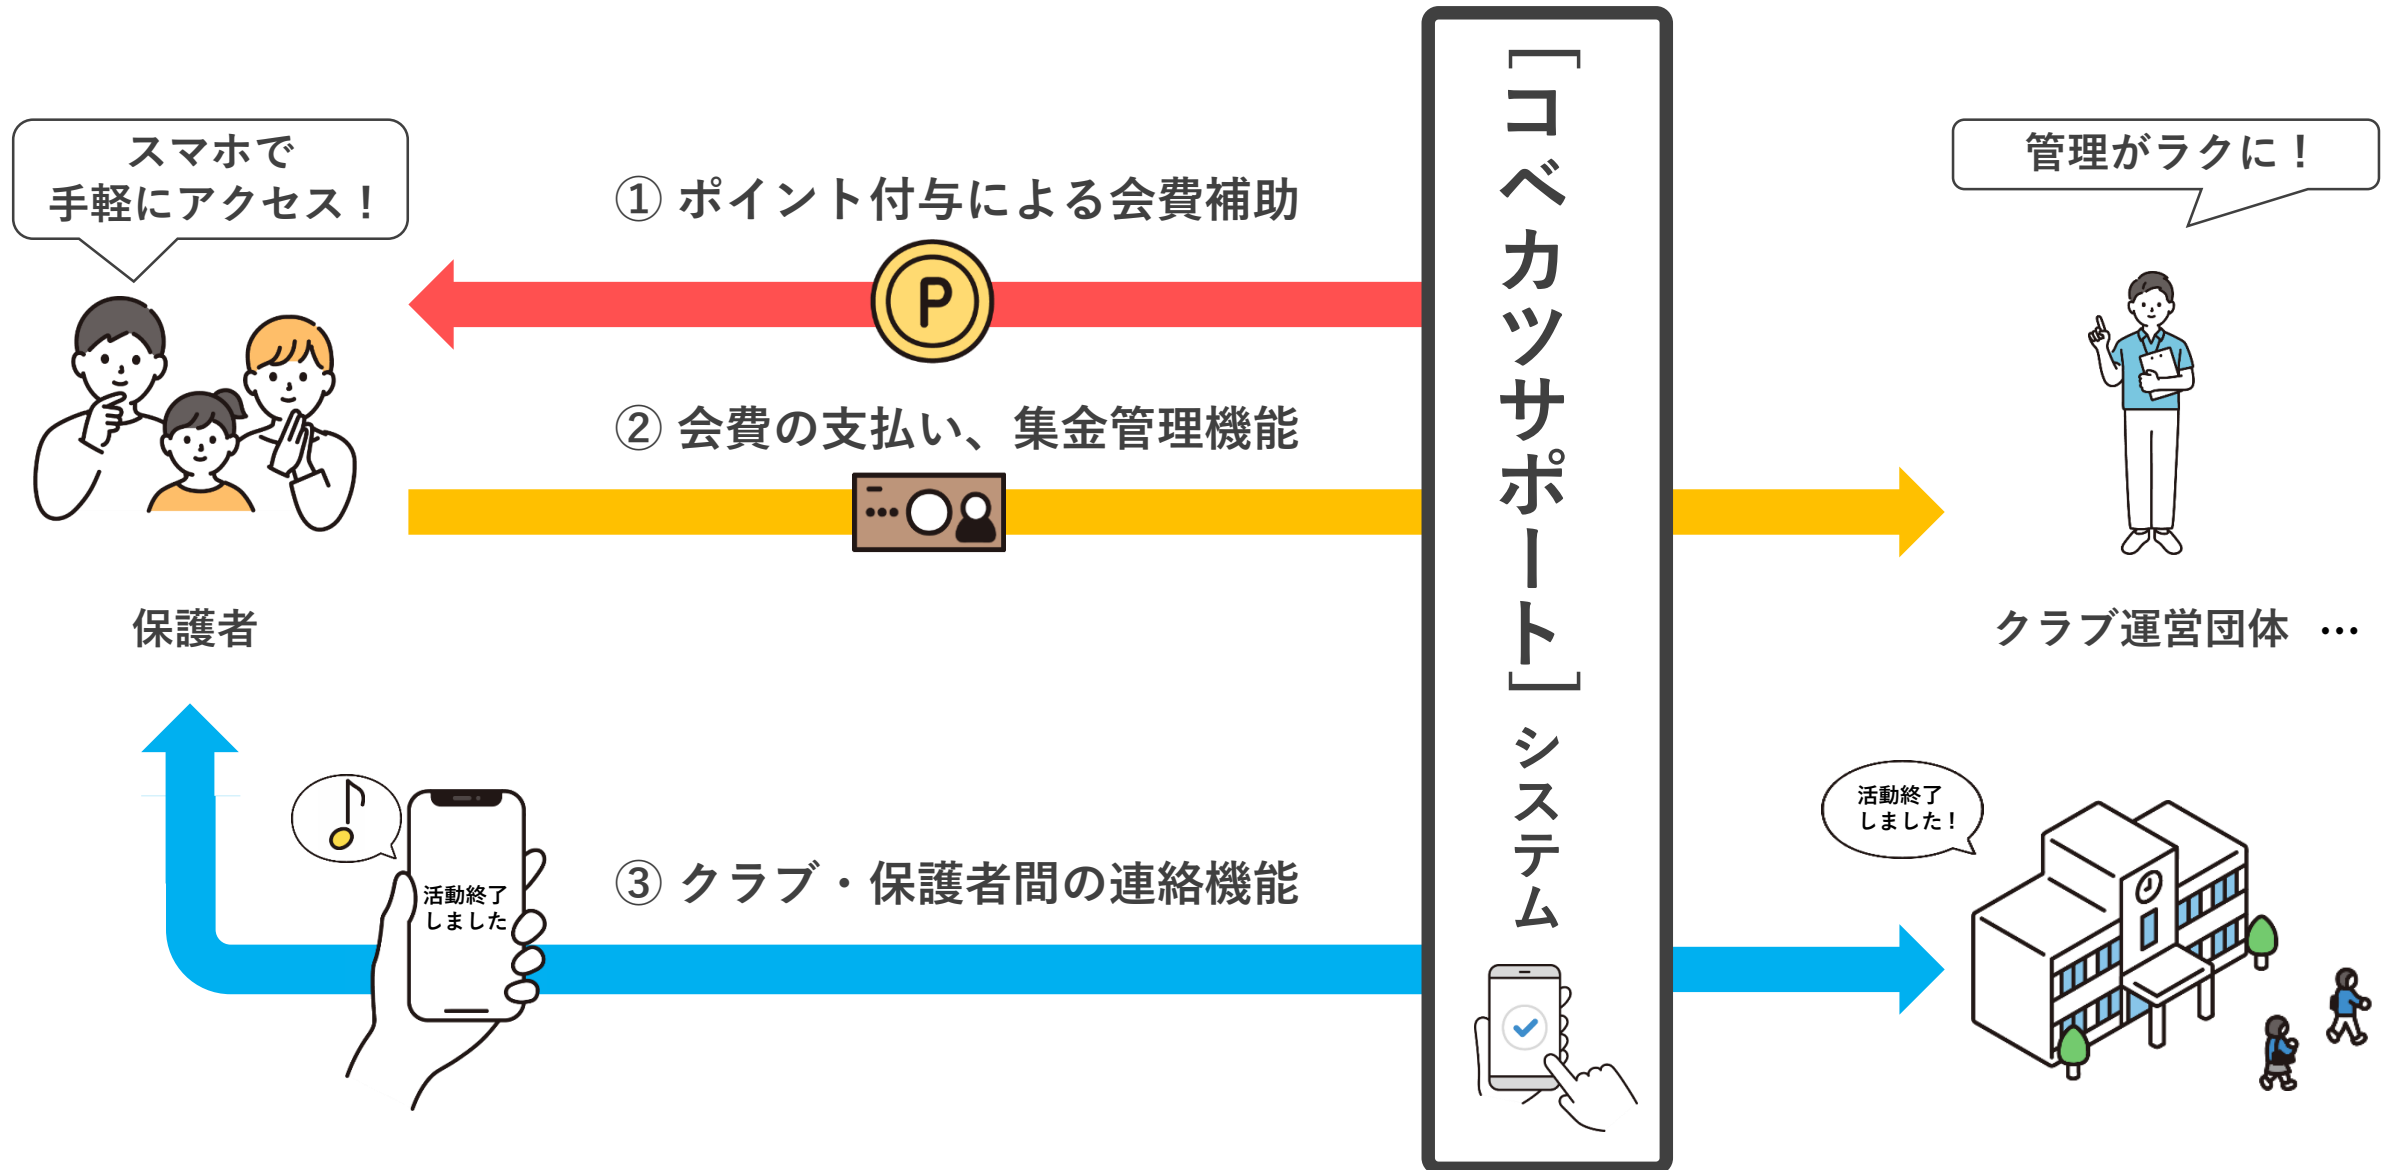 スマホで
手軽にアクセス！
① ポイント付与による会費補助
P
② 会費の支払い、集金管理機能
保護者
［コベカツサポート］システム
管理がラクに！
クラブ運営団体 …
活動終了
しました
③ クラブ・保護者間の連絡機能
活動終了
しました！